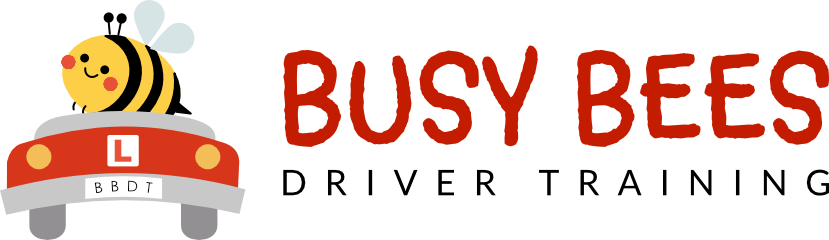 L
BBDT
BUSY BEES
DRIVER TRAINING